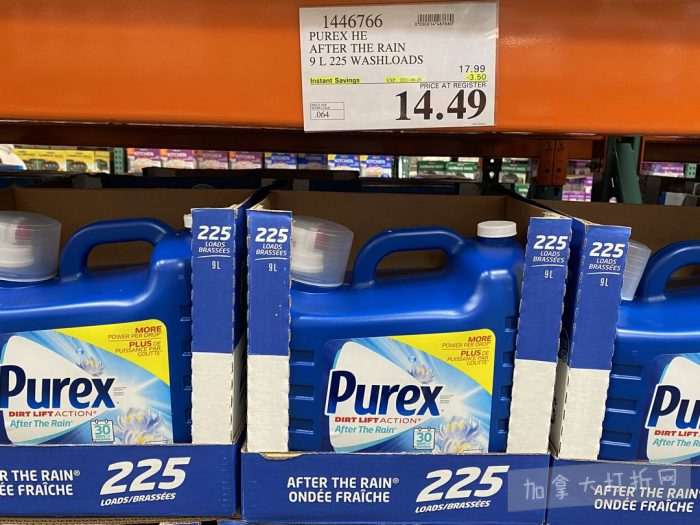 1446766
PUREX HE
AFTER THE RAIN
9 L 225 WASHLOADS
17.99
Instant Savings
-3.50
PRICE AT REGISTER
14.49
.064
225
LOADS
BRASSÉES
9L
225
LOADS
BRASSÉES
9L
225
LOADS
BRASSÉES
9L
225
LOADS
BRASSÉES
9L
MORE
POWER PER DROP
PLUS DE
PUISSANCE PAR
GOUTTE
Purex
DIRT LIFT ACTION
After The Rain
30
MORE
POWER PER DROP
PLUS DE
PUISSANCE PAR
GOUTTE
Purex
DIRT LIFTACTION
After The Rain
30
Pu
DIRT LI
After T
R THE RAIN®
ÉE FRAÎCHE
225
LOADS/BRASSÉES
AFTER THE RAIN®
ONDÉE FRAÎCHE
225
LOADS/BRASSÉES
AFTER THE RAIN
ONDÉE FRAÎCHE
加拿大打折网